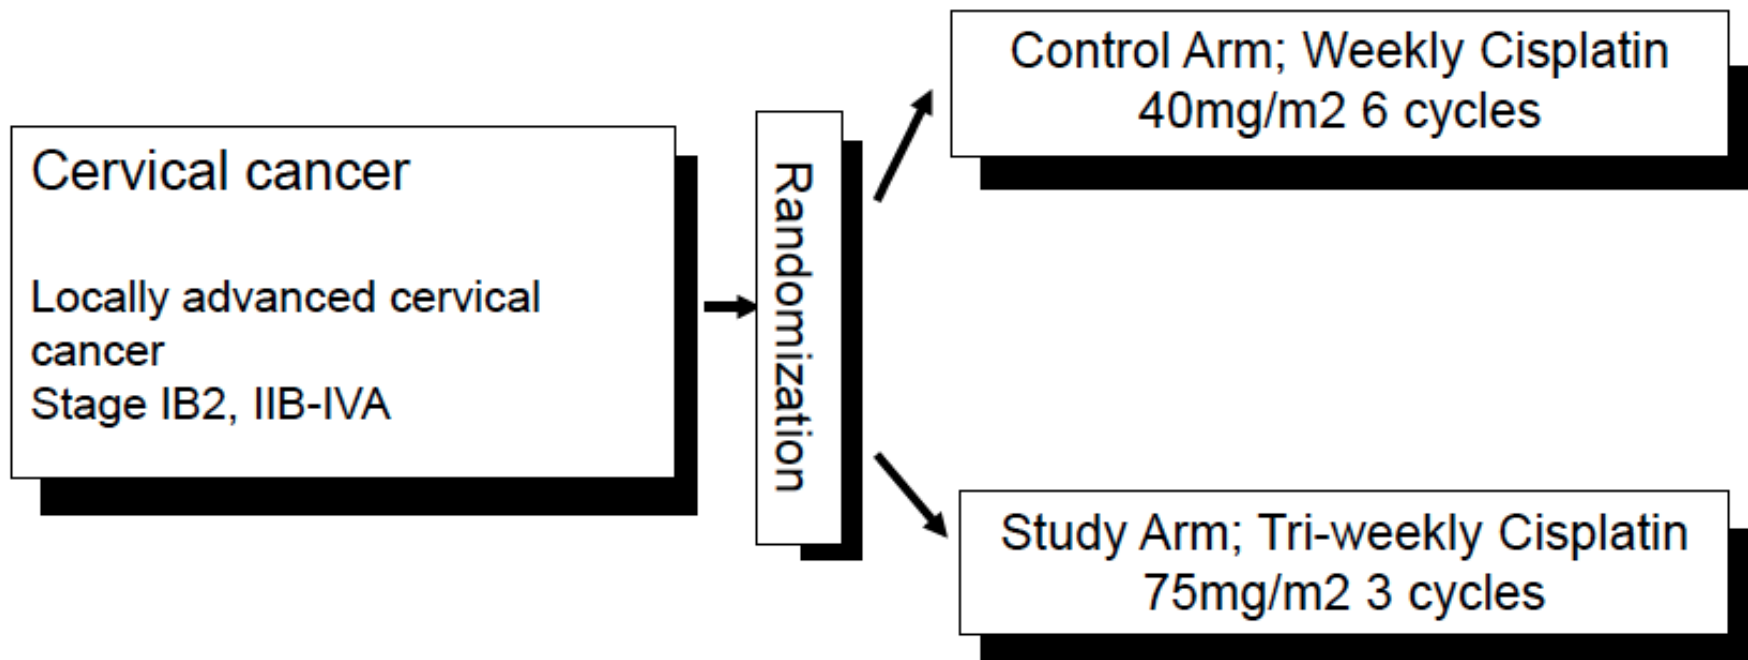 Cervical cancer
Locally advanced cervical
cancer
Stage IB2, IIB-IVA
Randomization
Control Arm; Weekly Cisplatin
40mg/m2 6 cycles
Study Arm; Tri-weekly Cisplatin
75mg/m2 3 cycles